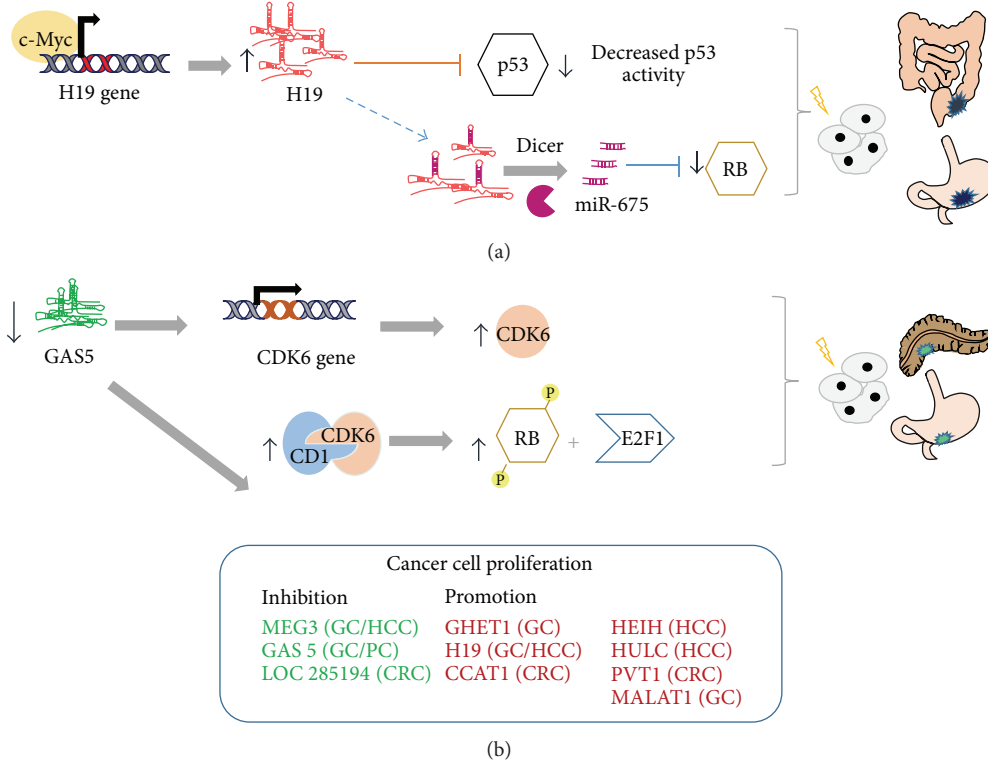 c-Myc
H19 gene
H19
p53
Decreased p53
activity
Dicer
miR-675
RB
(a)
GAS5
CDK6 gene
CDK6
CD1
CDK6
P
RB
P
+
E2F1
Cancer cell proliferation
Inhibition
MEG3 (GC/HCC)
GAS 5 (GC/PC)
LOC 285194 (CRC)
Promotion
GHET1 (GC)
H19 (GC/HCC)
CCAT1 (CRC)
HEIH (HCC)
HULC (HCC)
PVT1 (CRC)
MALAT1 (GC)
(b)